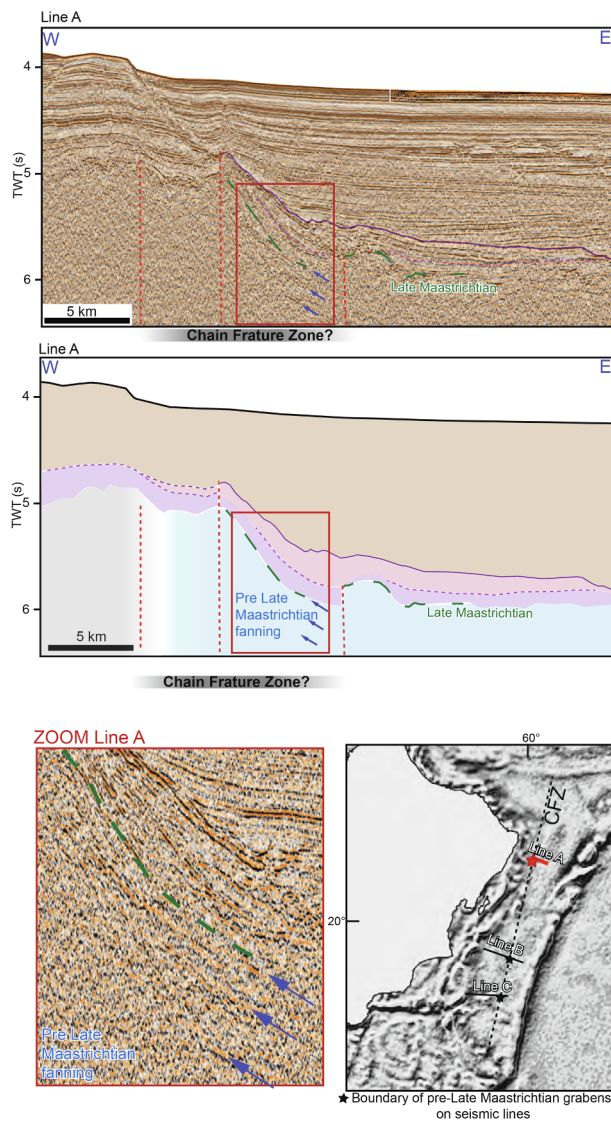 Line A
W
E
4
5
6
TWT (s)
Late Maastrichtian
5 km
Chain Frature Zone?
Line A
W
E
4
5
6
TWT (s)
Pre Late
Maastrichtian
fanning
Late Maastrichtian
5 km
Chain Frature Zone?
ZOOM Line A
Pre Late
Maastrichtian
fanning
60°
CFZ
Line A
20°
Line B
Line C
★ Boundary of pre-Late Maastrichtian grabens
on seismic lines